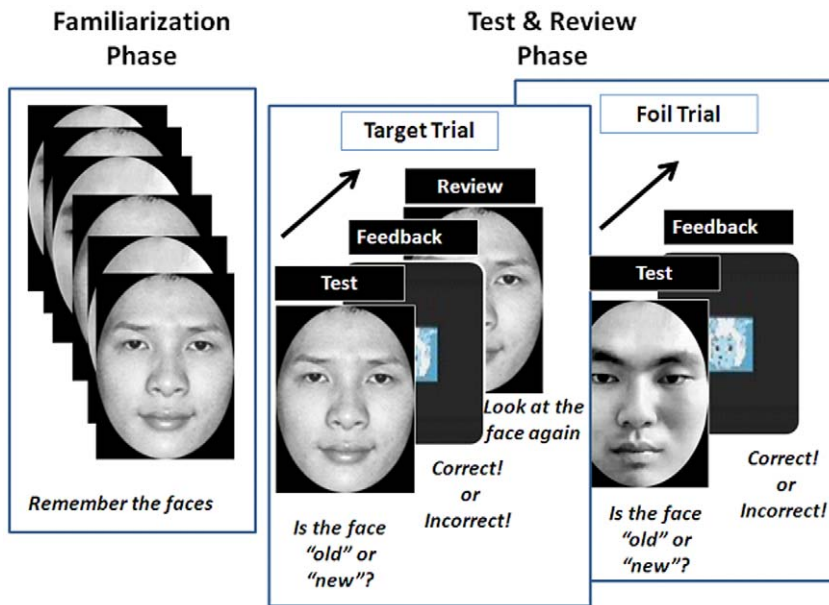 Familiarization
Phase
Test & Review
Phase
Remember the faces
Target Trial
Review
Feedback
Test
Look at the
face again
Correct!
or
Incorrect!
Is the face
“old” or
“new”?
Foil Trial
Feedback
Test
Correct!
or
Incorrect!
Is the face
“old” or
“new”?